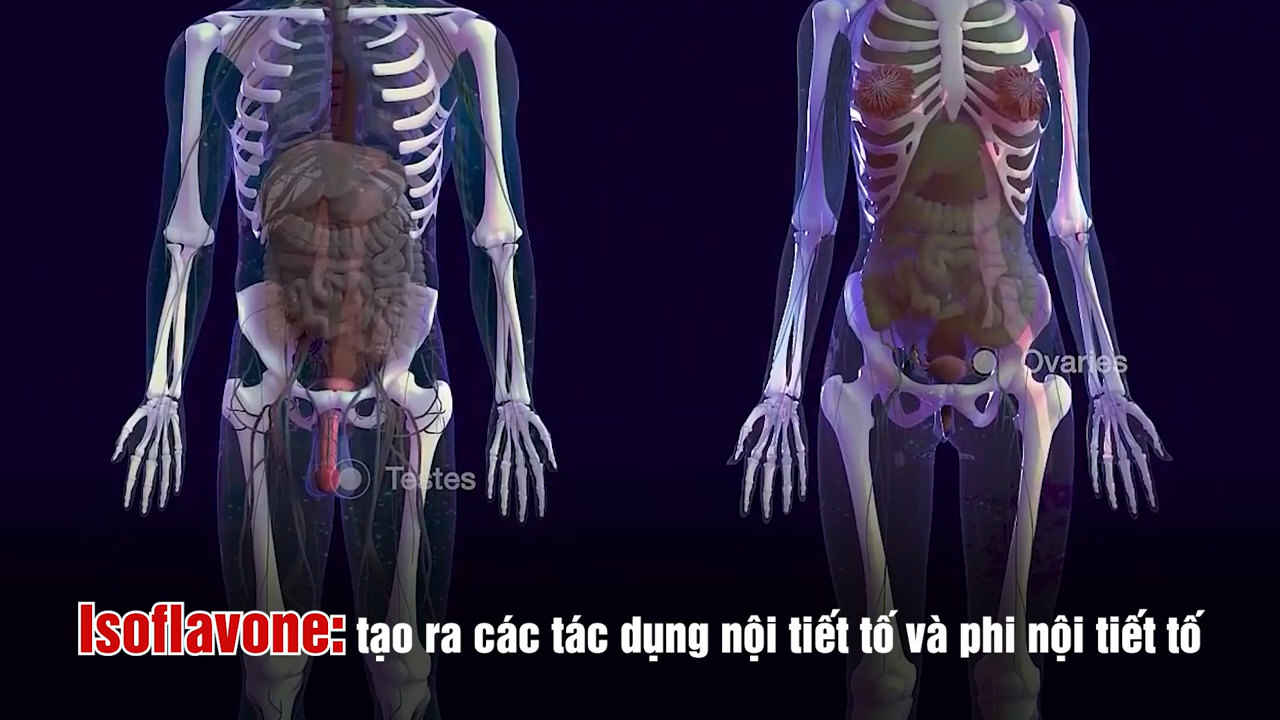 Ovaries
Testes
Isoflavone: tạo ra các tác dụng nội tiết tố và phi nội tiết tố